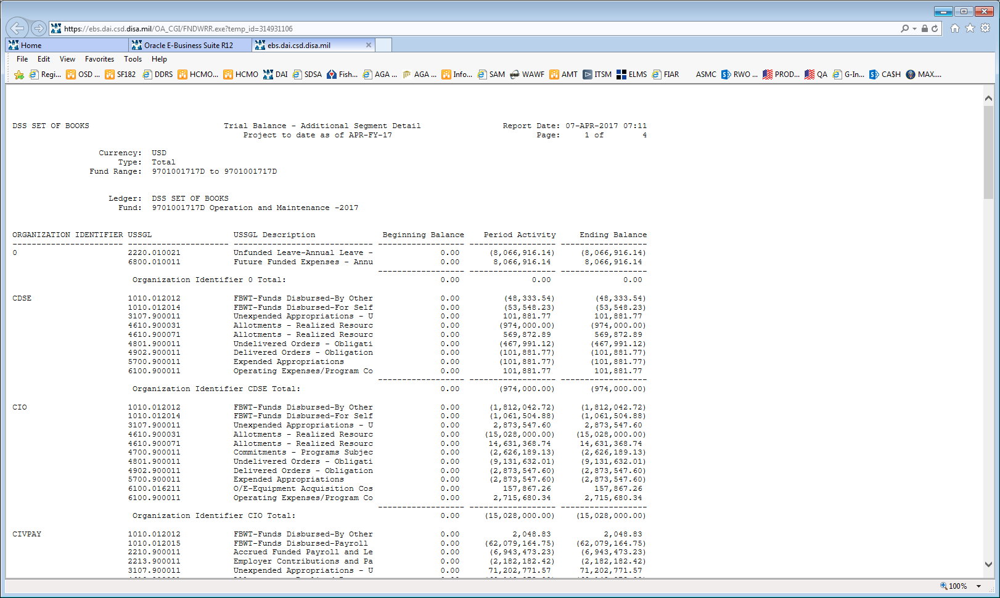 https://ebs.dai.csd.disa.mil/OA_CGI/FNDWRR.exe?temp_id=314931106
Home Oracle E-Business Suite R12 ebs.dai.csd.disa.mil
File Edit View Favorites Tools Help
Regi... OSD ... SF182 DDRS HCMO... HCMO DAI SDSA Fish... AGA ... AGA ... Info... SAM WAWF AMT ITSM ELMS FIAR ASMC RWO ... PROD... QA G-In... CA$H MAX....
DSS SET OF BOOKS Trial Balance - Additional Segment Detail Report Date: 07-APR-2017 07:11
Project to date as of APR-FY-17 Page: 1 of 4
Currency: USD
Type: Total
Fund Range: 9701001717D to 9701001717D
Ledger: DSS SET OF BOOKS
Fund: 9701001717D Operation and Maintenance -2017
ORGANIZATION IDENTIFIER USSGL USSGL Description Beginning Balance Period Activity Ending Balance
0 2220.010021 Unfunded Leave-Annual Leave - 0.00 (8,066,916.14) (8,066,916.14)
6800.010011 Future Funded Expenses - Annu 0.00 8,066,916.14 8,066,916.14
Organization Identifier 0 Total: 0.00 0.00 0.00
CDSE 1010.012012 FBWT-Funds Disbursed-By Other 0.00 (48,333.54) (48,333.54)
1010.012014 FBWT-Funds Disbursed-For Self 0.00 (53,548.23) (53,548.23)
3107.900011 Unexpended Appropriations - U 0.00 101,881.77 101,881.77
4610.900031 Allotments - Realized Resourc 0.00 (974,000.00) (974,000.00)
4610.900071 Allotments - Realized Resourc 0.00 569,872.89 569,872.89
4801.900011 Undelivered Orders - Obligati 0.00 (467,991.12) (467,991.12)
4902.900011 Delivered Orders - Obligation 0.00 (101,881.77) (101,881.77)
5700.900011 Expended Appropriations 0.00 (101,881.77) (101,881.77)
6100.900011 Operating Expenses/Program Co 0.00 101,881.77 101,881.77
Organization Identifier CDSE Total: 0.00 (974,000.00) (974,000.00)
CIO 1010.012012 FBWT-Funds Disbursed-By Other 0.00 (1,812,042.72) (1,812,042.72)
1010.012014 FBWT-Funds Disbursed-For Self 0.00 (1,061,504.88) (1,061,504.88)
3107.900011 Unexpended Appropriations - U 0.00 2,873,547.60 2,873,547.60
4610.900031 Allotments - Realized Resourc 0.00 (15,028,000.00) (15,028,000.00)
4610.900071 Allotments - Realized Resourc 0.00 14,631,368.74 14,631,368.74
4700.900011 Commitments - Programs Subjec 0.00 (2,626,189.13) (2,626,189.13)
4801.900011 Undelivered Orders - Obligati 0.00 (9,131,632.01) (9,131,632.01)
4902.900011 Delivered Orders - Obligation 0.00 (2,873,547.60) (2,873,547.60)
5700.900011 Expended Appropriations 0.00 (2,873,547.60) (2,873,547.60)
6100.016211 O/E-Equipment Acquisition Cos 0.00 157,867.26 157,867.26
6100.900011 Operating Expenses/Program Co 0.00 2,715,680.34 2,715,680.34
Organization Identifier CIO Total: 0.00 (15,028,000.00) (15,028,000.00)
CIVPAY 1010.012012 FBWT-Funds Disbursed-By Other 0.00 2,048.83 2,048.83
1010.012015 FBWT-Funds Disbursed-Payroll 0.00 (62,079,164.75) (62,079,164.75)
2210.900011 Accrued Funded Payroll and Le 0.00 (6,943,473.23) (6,943,473.23)
2213.900011 Employer Contributions and Pa 0.00 (2,182,182.42) (2,182,182.42)
3107.900011 Unexpended Appropriations - U 0.00 71,202,771.57 71,202,771.57
100%